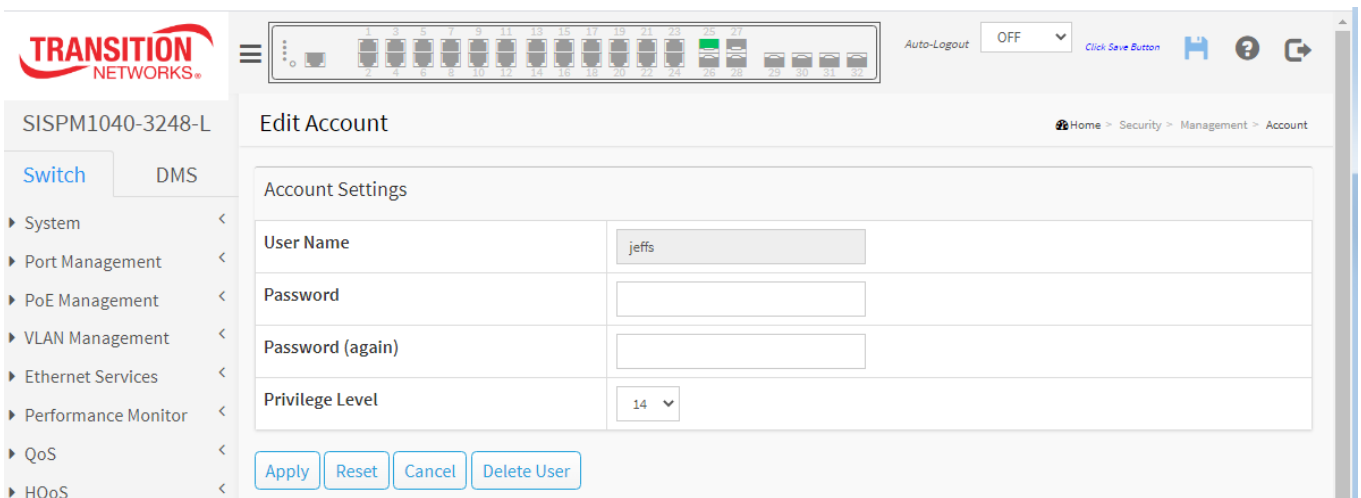 TRANSITION
NETWORKS®
1 3 5 7 9 11 13 15 17 19 21 23 25 27
2 4 6 8 10 12 14 16 18 20 22 24 26 28 29 30 31 32
Auto-Logout OFF Click Save Button
SISPM1040-3248-L
Edit Account
Home > Security > Management > Account
Switch DMS
Account Settings
System
User Name jeffs
Port Management
PoE Management
Password
VLAN Management
Password (again)
Ethernet Services
Performance Monitor
Privilege Level 14
QoS
Apply Reset Cancel Delete User
HQoS